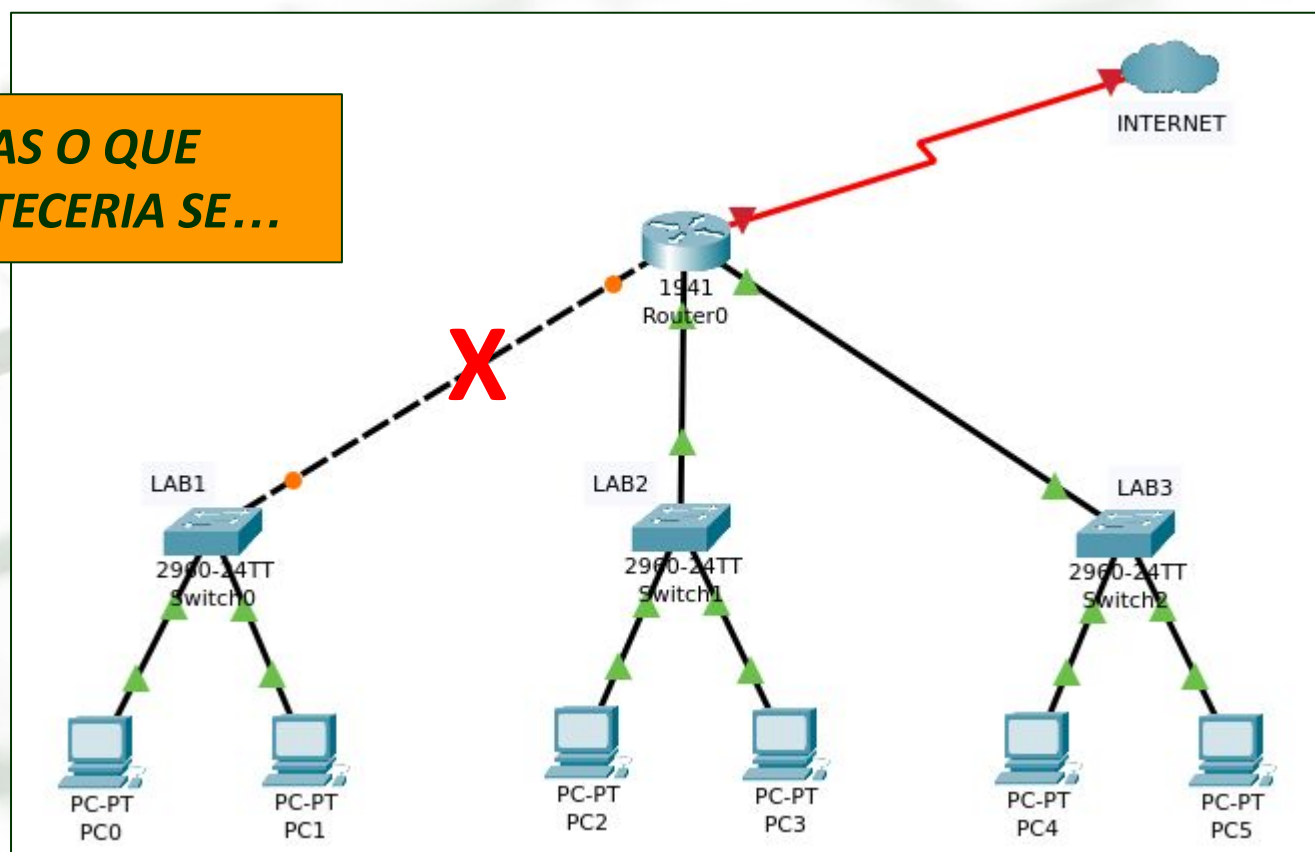 AS O QUE
TECERIA SE...
INTERNET
1941
Router0
LAB1
LAB2
LAB3
2960-24TT
Switch0
2960-24TT
Switch1
2960-24TT
Switch2
PC-PT
PC0
PC-PT
PC1
PC-PT
PC2
PC-PT
PC3
PC-PT
PC4
PC-PT
PC5